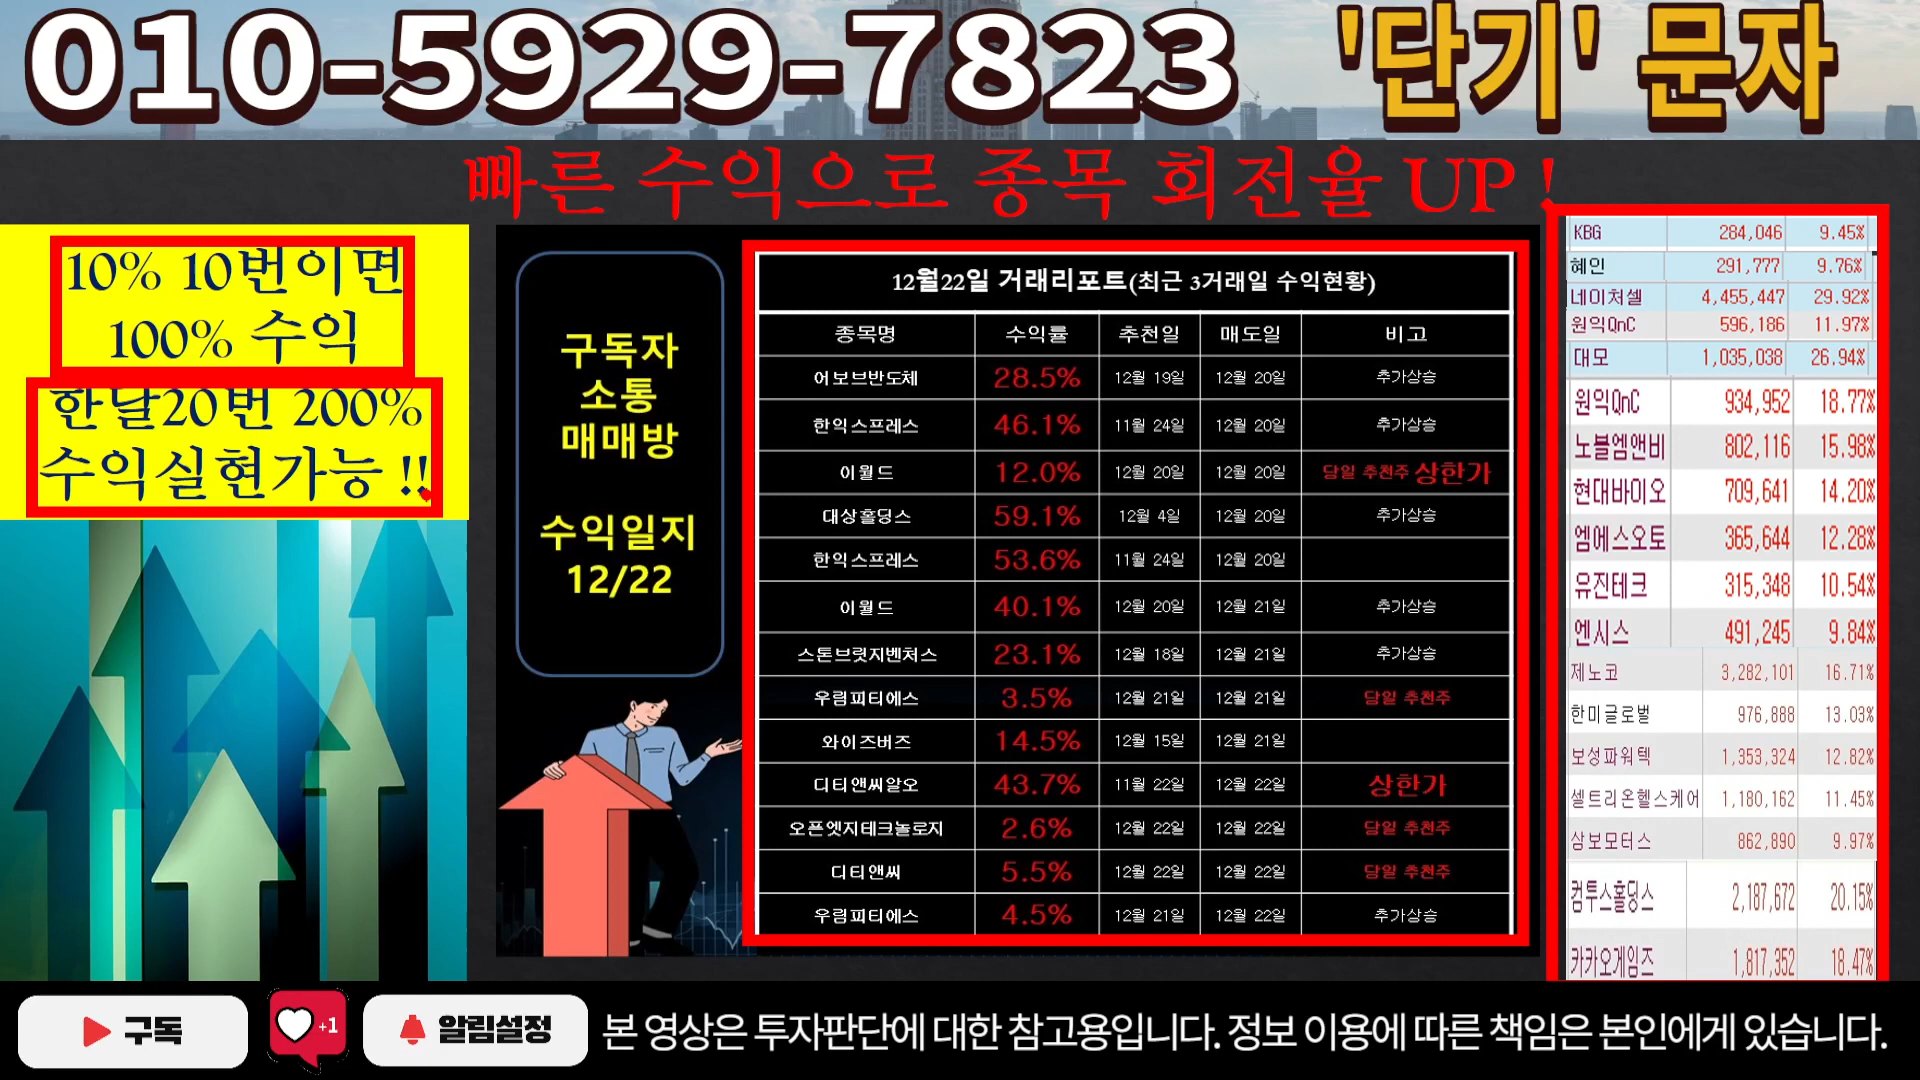 010-5929-7823 '단기' 문자
빠른 수익으로 종목 회전율 UP !
10% 10번이면
100% 수익
한달20번 200%
수익실현가능 !!
구독자
소통
매매방
수익일지
12/22
12월22일 거래리포트(최근 3거래일 수익현황)
종목명 수익률 추천일 매도일 비고
어보브반도체 28.5% 12월 19일 12월 20일 추가상승
한익스프레스 46.1% 11월 24일 12월 20일 추가상승
이월드 12.0% 12월 20일 12월 20일 당일 추천주 상한가
대상홀딩스 59.1% 12월 4일 12월 20일 추가상승
한익스프레스 53.6% 11월 24일 12월 20일
이월드 40.1% 12월 20일 12월 21일 추가상승
스톤브릿지벤처스 23.1% 12월 18일 12월 21일 추가상승
우림피티에스 3.5% 12월 21일 12월 21일 당일 추천주
와이즈버즈 14.5% 12월 15일 12월 21일
디티앤씨알오 43.7% 11월 22일 12월 22일 상한가
오픈엣지테크놀로지 2.6% 12월 22일 12월 22일 당일 추천주
디티앤씨 5.5% 12월 22일 12월 22일 당일 추천주
우림피티에스 4.5% 12월 21일 12월 22일 추가상승
KBG 284,046 9.45%
혜인 291,777 9.76%
네이처셀 4,455,447 29.92%
원익QnC 596,186 11.97%
대모 1,035,038 26.94%
원익QnC 934,952 18.77%
노블엠앤비 802,116 15.98%
현대바이오 709,641 14.20%
엠에스오토 365,644 12.28%
유진테크 315,348 10.54%
엔시스 491,245 9.84%
제노코 3,282,101 16.71%
한미글로벌 976,888 13.03%
보성파워텍 1,353,324 12.82%
셀트리온헬스케어 1,180,162 11.45%
상보모터스 862,890 9.97%
컴투스홀딩스 2,187,672 20.15%
카카오게임즈 1,817,352 18.47%
구독 +1 알림설정 본 영상은 투자판단에 대한 참고용입니다. 정보 이용에 따른 책임은 본인에게 있습니다.